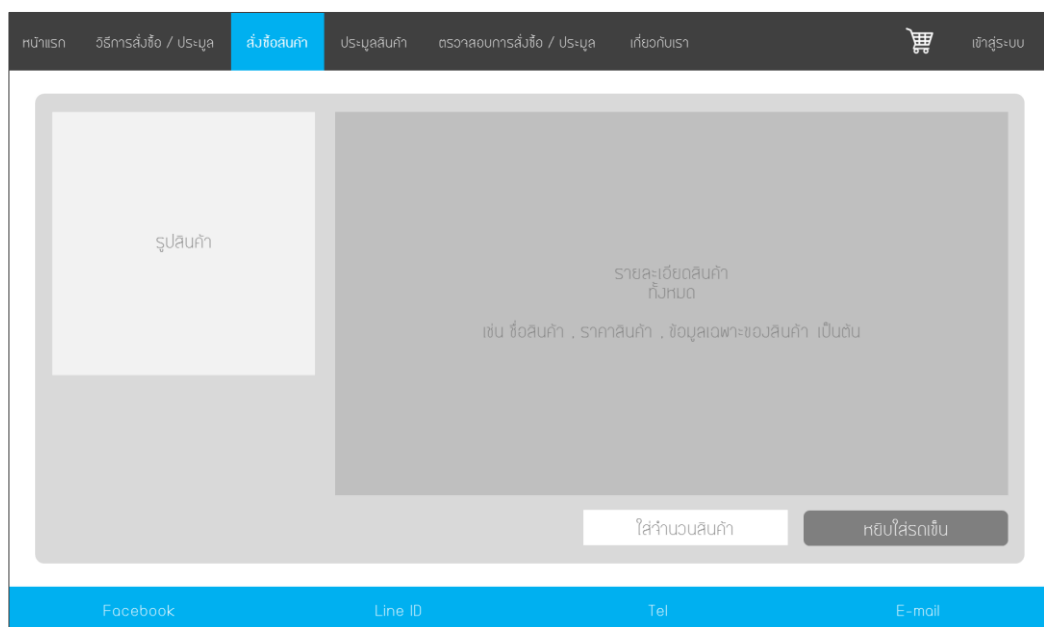 หน้าแรก วิธีการสั่งซื้อ / ประมูล สั่งซื้อสินค้า ประมูลสินค้า ตรวจสอบการสั่งซื้อ / ประมูล เกี่ยวกับเรา เข้าสู่ระบบ
รูปสินค้า
รายละเอียดสินค้า
ทั้งหมด
เช่น ชื่อสินค้า , ราคาสินค้า , ข้อมูลเฉพาะของสินค้า เป็นต้น
ใส่จำนวนสินค้า หยิบใส่รถเข็น
Facebook Line ID Tel E-mail